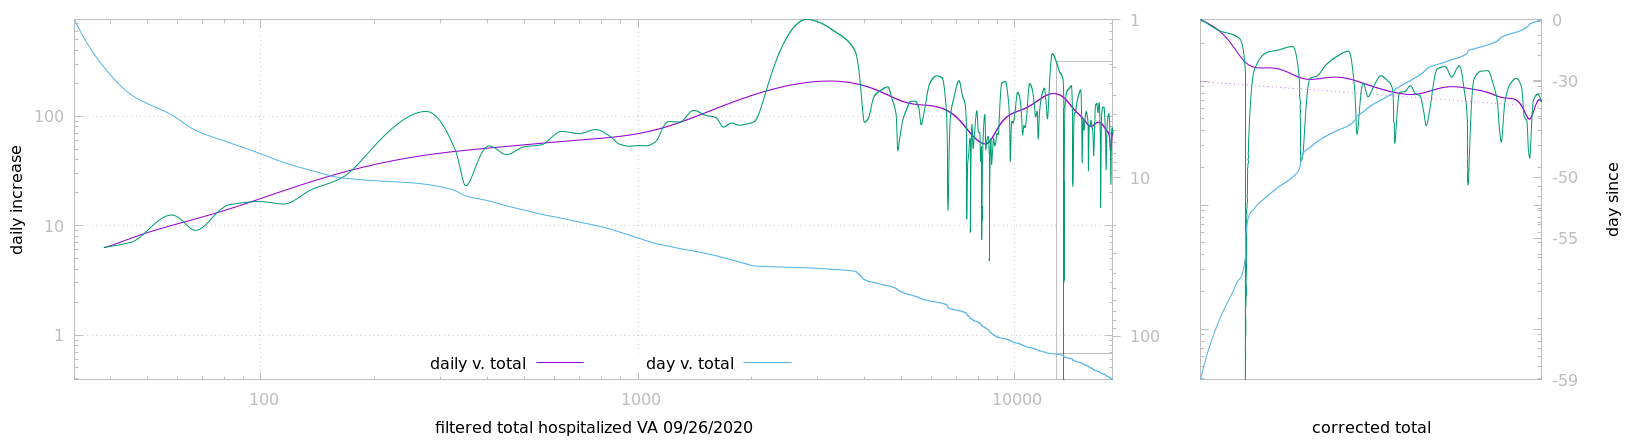 daily increase
100
10
1
daily v. total
day v. total
100
1000
10000
filtered total hospitalized VA 09/26/2020
1
10
100
0
-30
-50
-55
-59
day since
corrected total